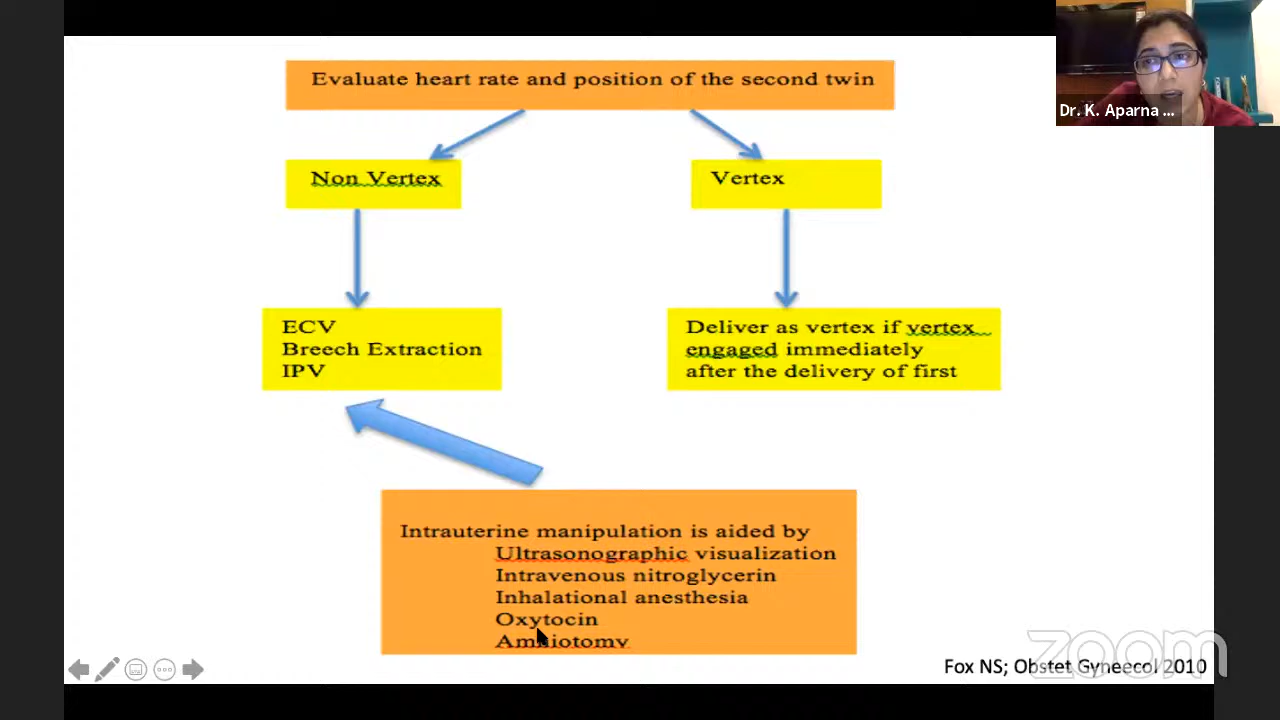 Evaluate heart rate and position of the second twin
Non Vertex
Vertex
ECV
Breech Extraction
IPV
Deliver as vertex if vertex
engaged immediately
after the delivery of first
Intrauterine manipulation is aided by
Ultrasonographic visualization
Intravenous nitroglycerin
Inhalational anesthesia
Oxytocin
Amniotomy
Fox NS; Obstet Gyneecol 2010
zoom
Dr. K. Aparna ...